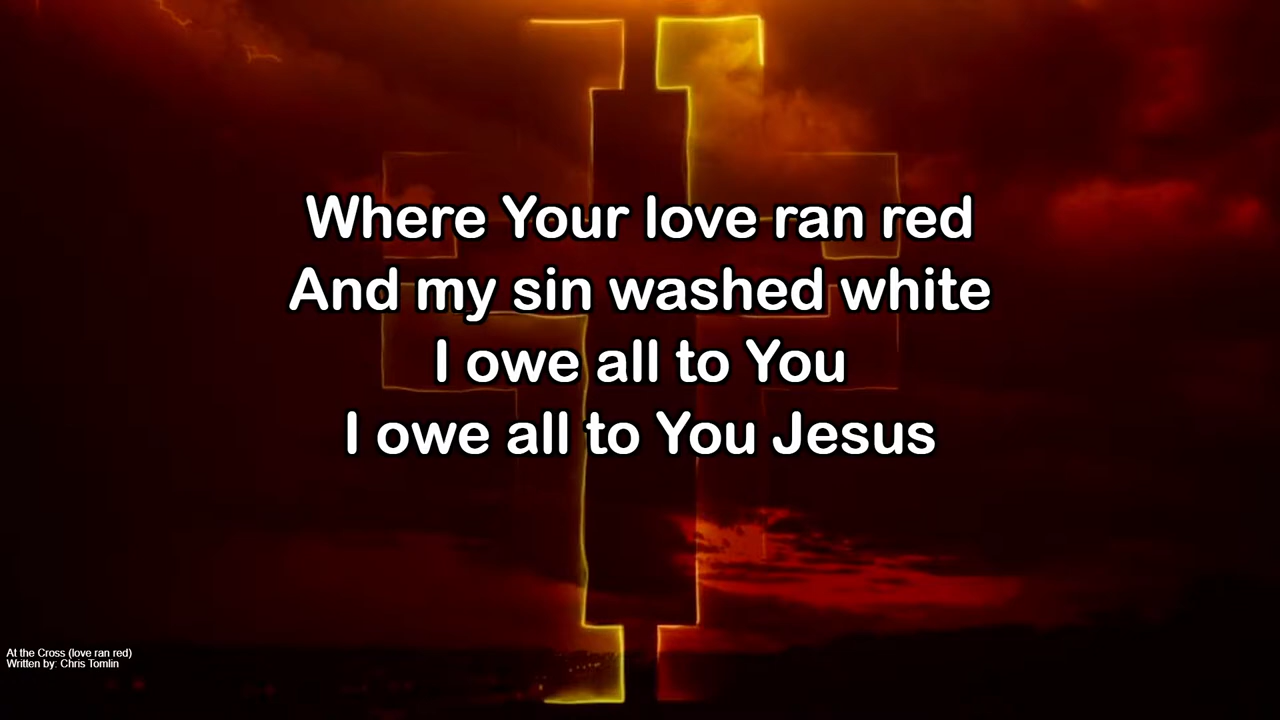 Where Your love ran red
And my sin washed white
I owe all to You
I owe all to You Jesus
At the Cross (love ran red)
Written by: Chris Tomlin